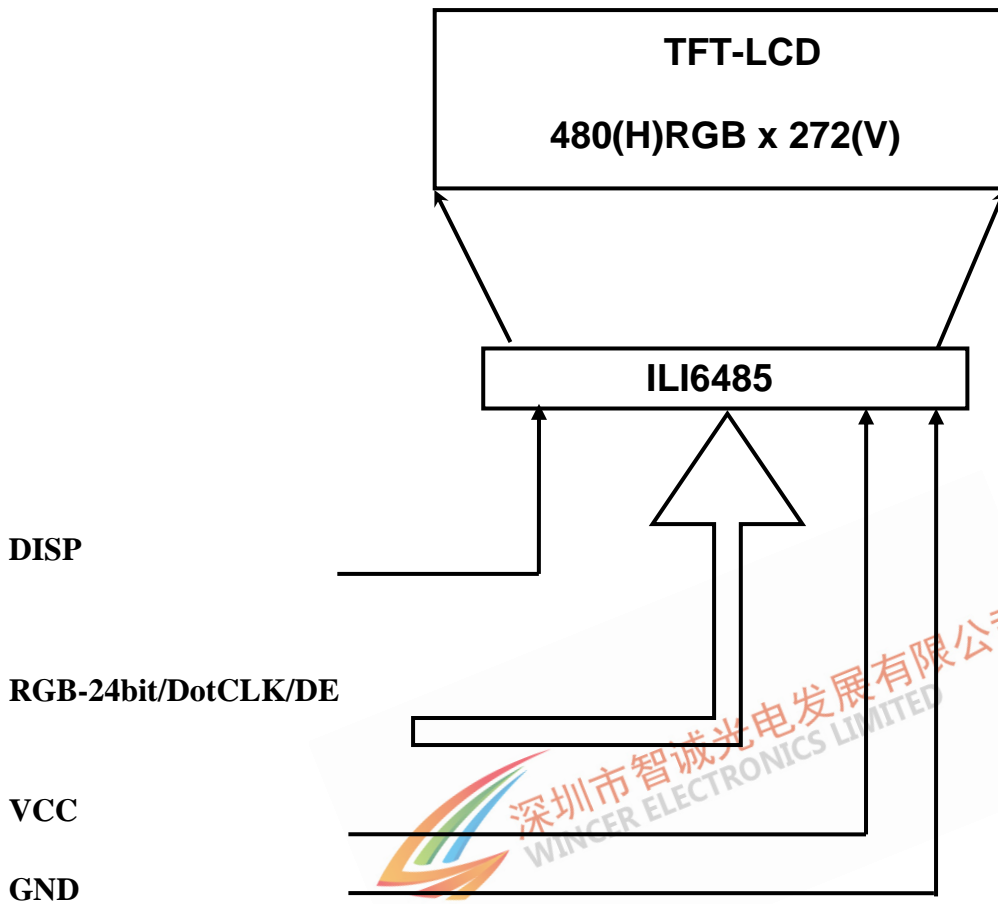 TFT-LCD
480(H)RGB x 272(V)
ILI6485
DISP
RGB-24bit/DotCLK/DE
VCC
GND
深圳市智诚光电发展有限公
WINCER ELECTRONICS LIMITED